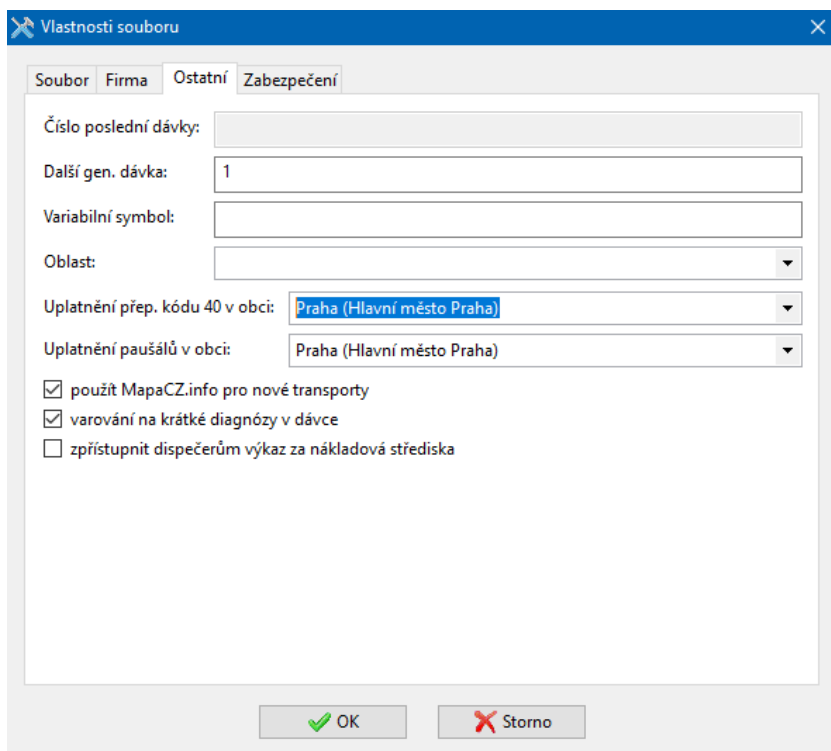 Vlastnosti souboru
Soubor Firma Ostatní Zabezpečení
Číslo poslední dávky:
Další gen. dávka: 1
Variabilní symbol:
Oblast:
Uplatnění přep. kódu 40 v obci: Praha (Hlavní město Praha)
Uplatnění paušálů v obci: Praha (Hlavní město Praha)
použít MapaCZ.info pro nové transporty
varování na krátké diagnózy v dávce
zpřístupnit dispečerům výkaz za nákladová střediska
OK Storno